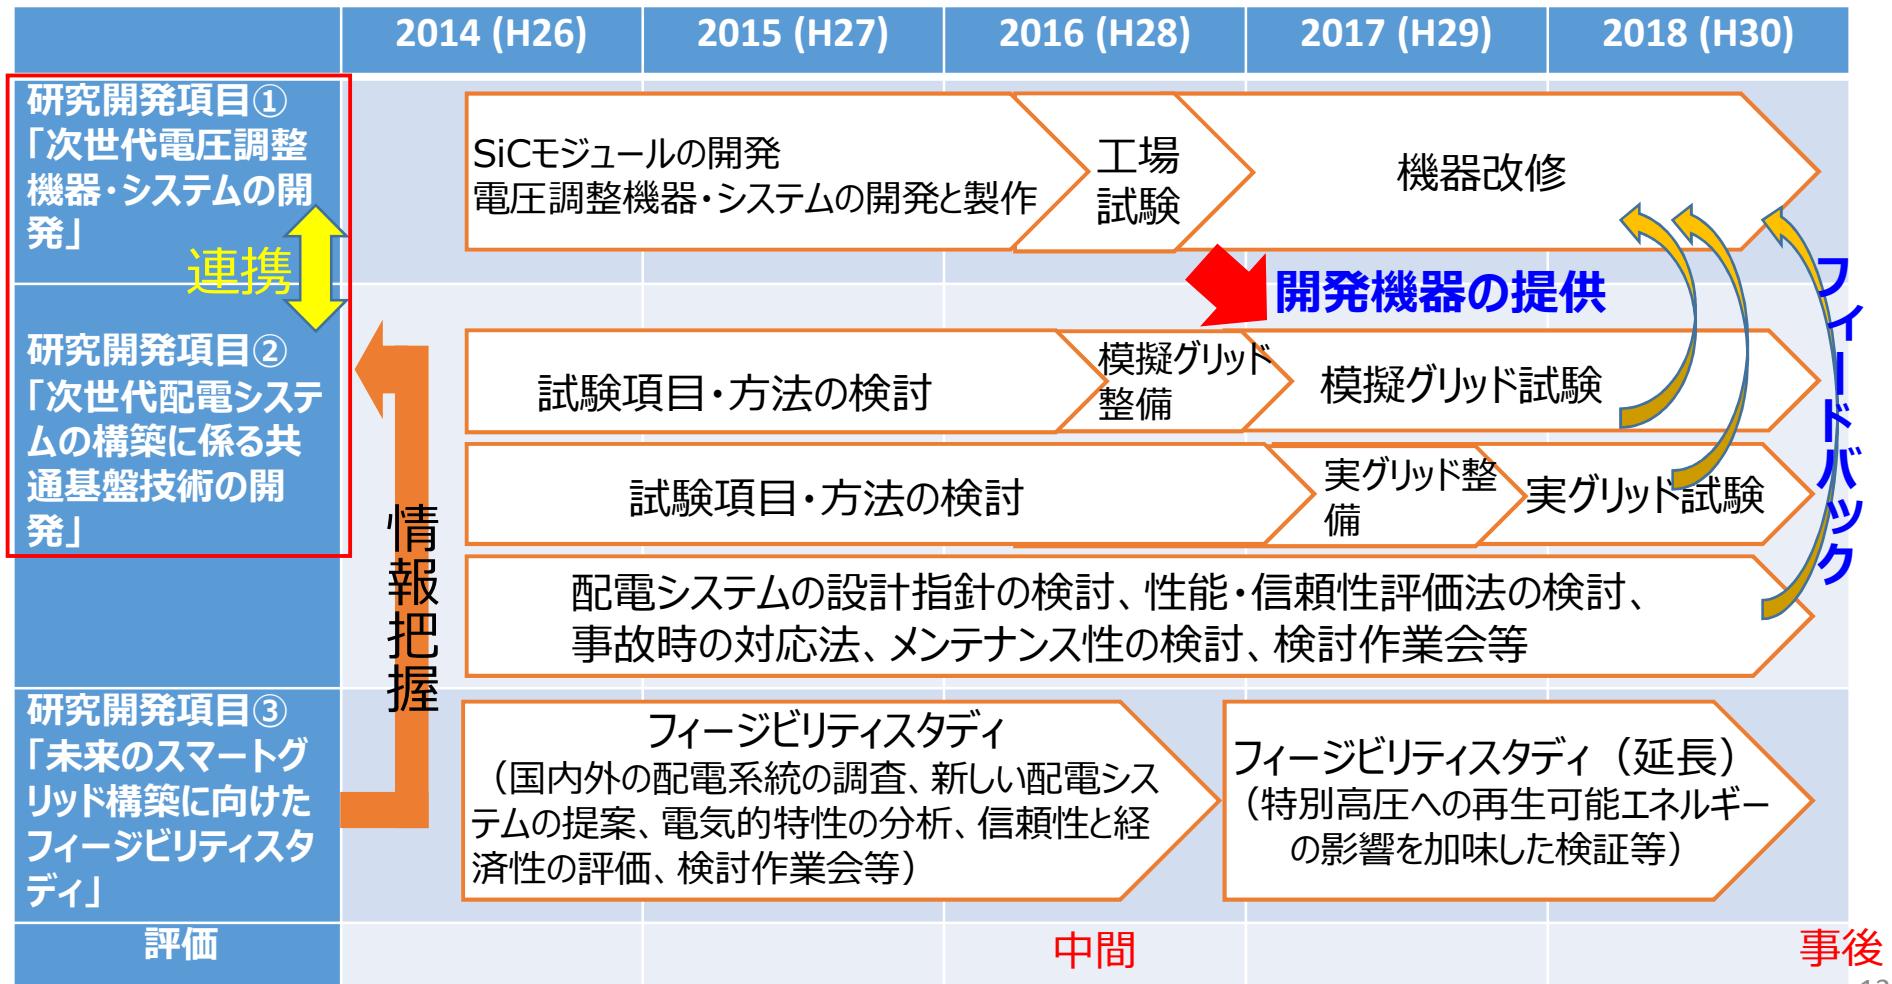 2014 (H26)
2015 (H27)
2016 (H28)
2017 (H29)
2018 (H30)
研究開発項目①
「次世代電圧調整
機器・システムの開
発」
連携
SiCモジュールの開発
電圧調整機器・システムの開発と製作
工場
試験
機器改修
開発機器の提供
フィードバック
研究開発項目②
「次世代配電システ
ムの構築に係る共
通基盤技術の開
発」
試験項目・方法の検討
模擬グリッド
整備
模擬グリッド試験
試験項目・方法の検討
実グリッド整
備
実グリッド試験
配電システムの設計指針の検討、性能・信頼性評価法の検討、
事故時の対応法、メンテナンス性の検討、検討作業会等
情報把握
研究開発項目③
「未来のスマートグ
リッド構築に向けた
フィージビリティスタ
ディ」
フィージビリティスタディ
（国内外の配電系統の調査、新しい配電シス
テムの提案、電気的特性の分析、信頼性と経
済性の評価、検討作業会等）
フィージビリティスタディ（延長）
（特別高圧への再生可能エネルギー
の影響を加味した検証等）
評価
中間
事後